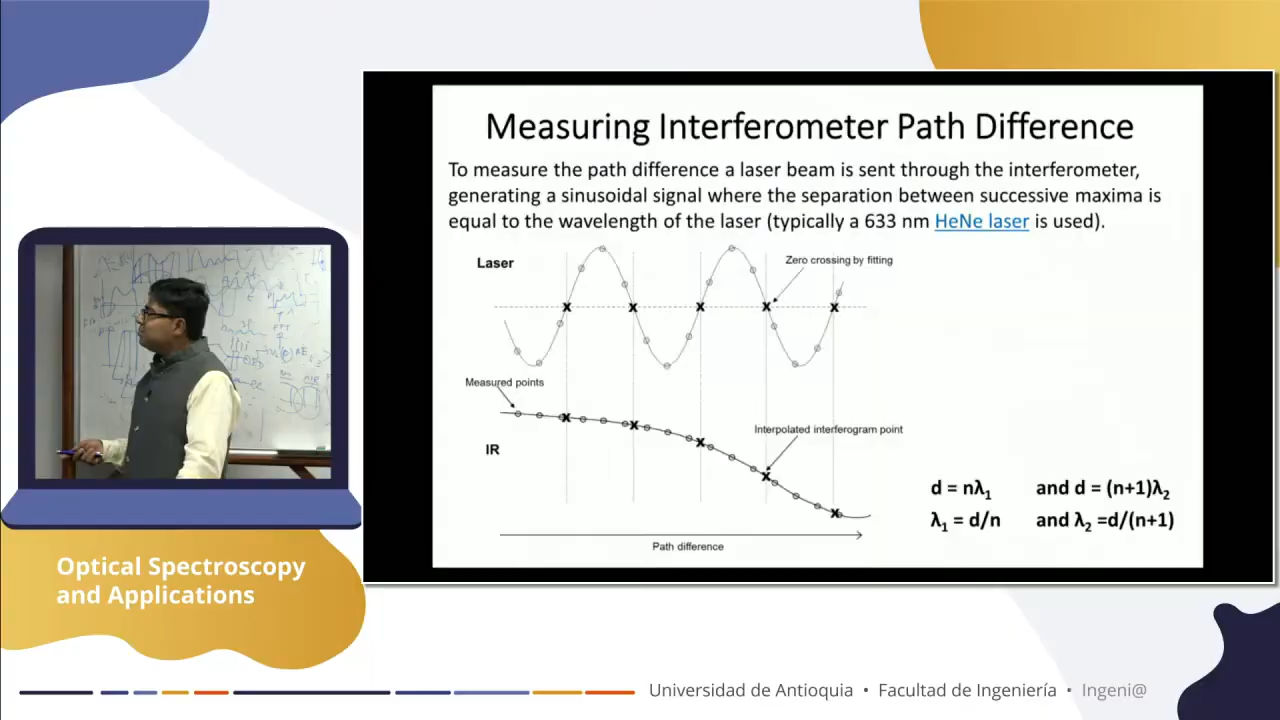 Measuring Interferometer Path Difference
To measure the path difference a laser beam is sent through the interferometer,
generating a sinusoidal signal where the separation between successive maxima is
equal to the wavelength of the laser (typically a 633 nm HeNe laser is used).
Laser
Zero crossing by fitting
Measured points
Interpolated interferogram point
IR
d = nλ₁ and d = (n+1)λ₂
λ₁ = d/n and λ₂ =d/(n+1)
Path difference
Optical Spectroscopy
and Applications
Universidad de Antioquia • Facultad de Ingeniería • Ingeni@